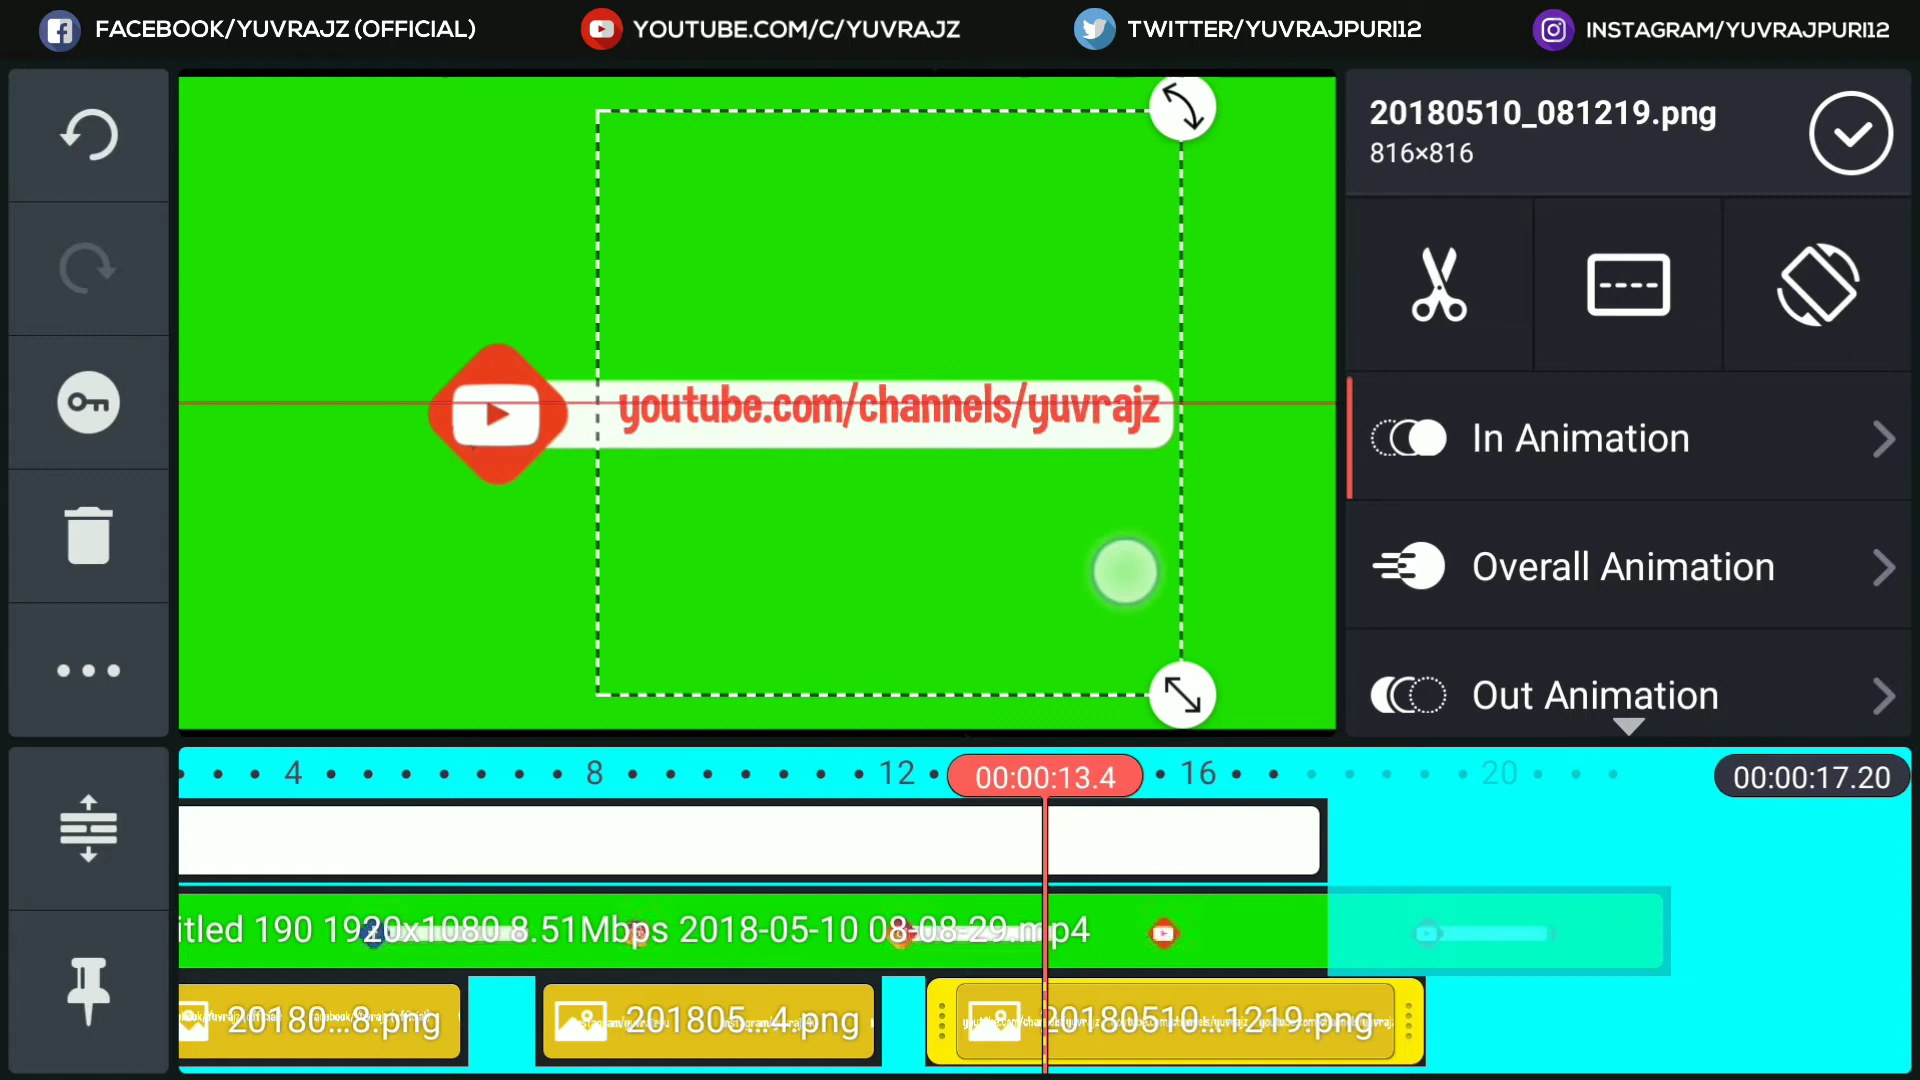 FACEBOOK/YUVRAJZ (OFFICIAL)
YOUTUBE.COM/C/YUVRAJZ
TWITTER/YUVRAJPURI12
INSTAGRAM/YUVRAJPURI12
20180510_081219.png
816×816
youtube.com/channels/yuvrajz
In Animation
Overall Animation
Out Animation
4
8
12
00:00:13.4
16
20
00:00:17.20
itled 190 1920x1080 8.51Mbps 2018-05-10 08-08-29.mp4
20180...8.png
201805...4.png
20180510...1219.png